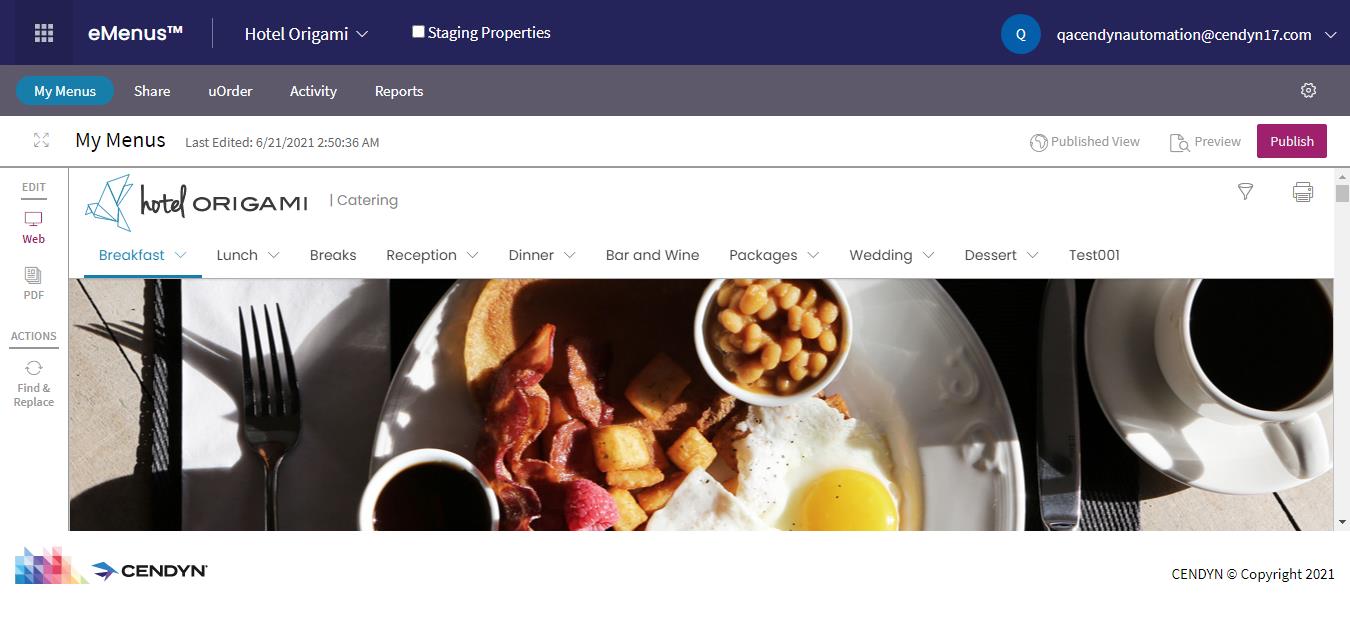 eMenus™ Hotel Origami Staging Properties Q qacendynautomation@cendyn17.com
My Menus Share uOrder Activity Reports
My Menus Last Edited: 6/21/2021 2:50:36 AM Published View Preview Publish
EDIT
Web
PDF
ACTIONS
Find &
Replace
hotel ORIGAMI | Catering
Breakfast Lunch Breaks Reception Dinner Bar and Wine Packages Wedding Dessert Test001
CENDYN
CENDYN © Copyright 2021